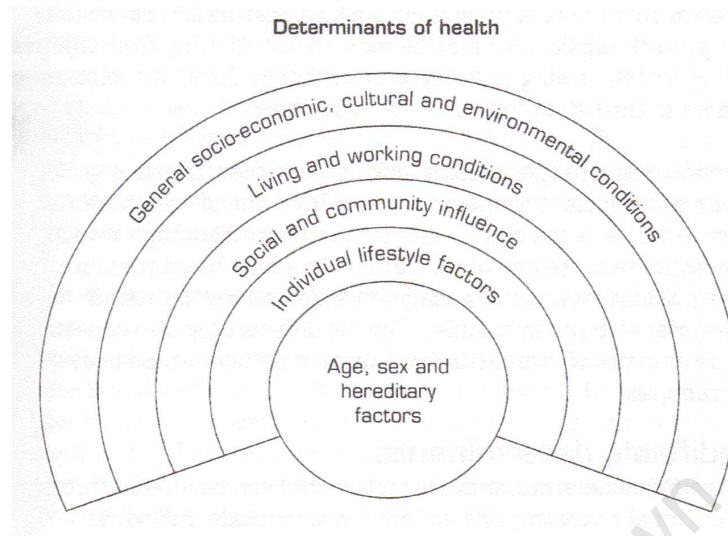 Determinants of health
General socio-economic, cultural and environmental conditions
Living and working conditions
Social and community influence
Individual lifestyle factors
Age, sex and
hereditary
factors